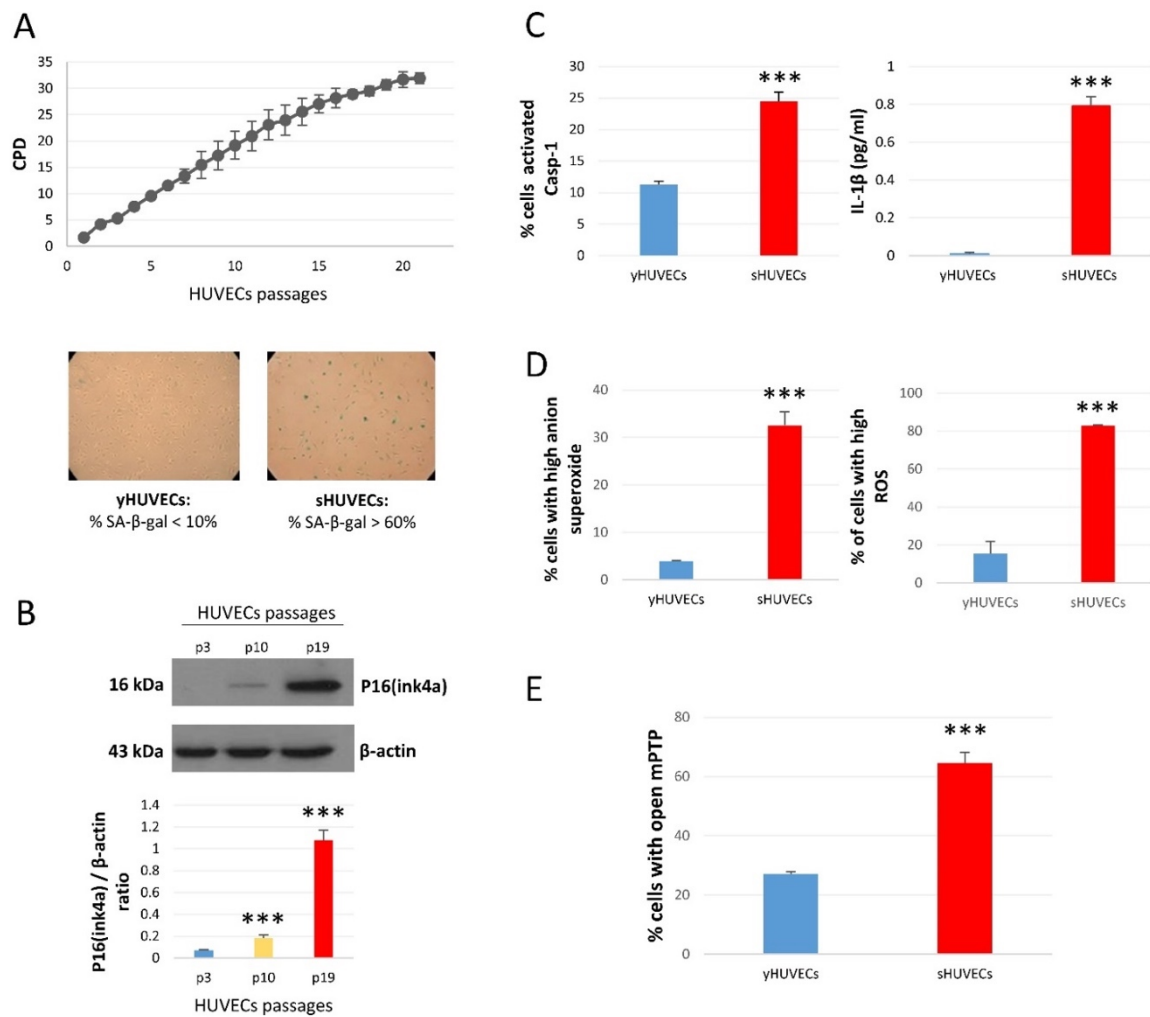 A
35
30
25
20
15
10
5
0
CPD
0 5 10 15 20
HUVECs passages
yHUVECs:
% SA-β-gal < 10%
sHUVECs:
% SA-β-gal > 60%
B
HUVECs passages
p3 p10 p19
16 kDa P16(ink4a)
43 kDa β-actin
1.4
1.2
1
0.8
0.6
0.4
0.2
0
P16(ink4a) / β-actin
ratio
***
***
p3 p10 p19
HUVECs passages
C
30
25
20
15
10
5
0
% cells activated
Casp-1
***
yHUVECs sHUVECs
1
0.8
0.6
0.4
0.2
0
IL-1β (pg/ml)
***
yHUVECs sHUVECs
D
40
30
20
10
0
% cells with high anion
superoxide
***
yHUVECs sHUVECs
100
80
60
40
20
0
% of cells with high
ROS
***
yHUVECs sHUVECs
E
80
60
40
20
0
% cells with open mPTP
***
yHUVECs sHUVECs